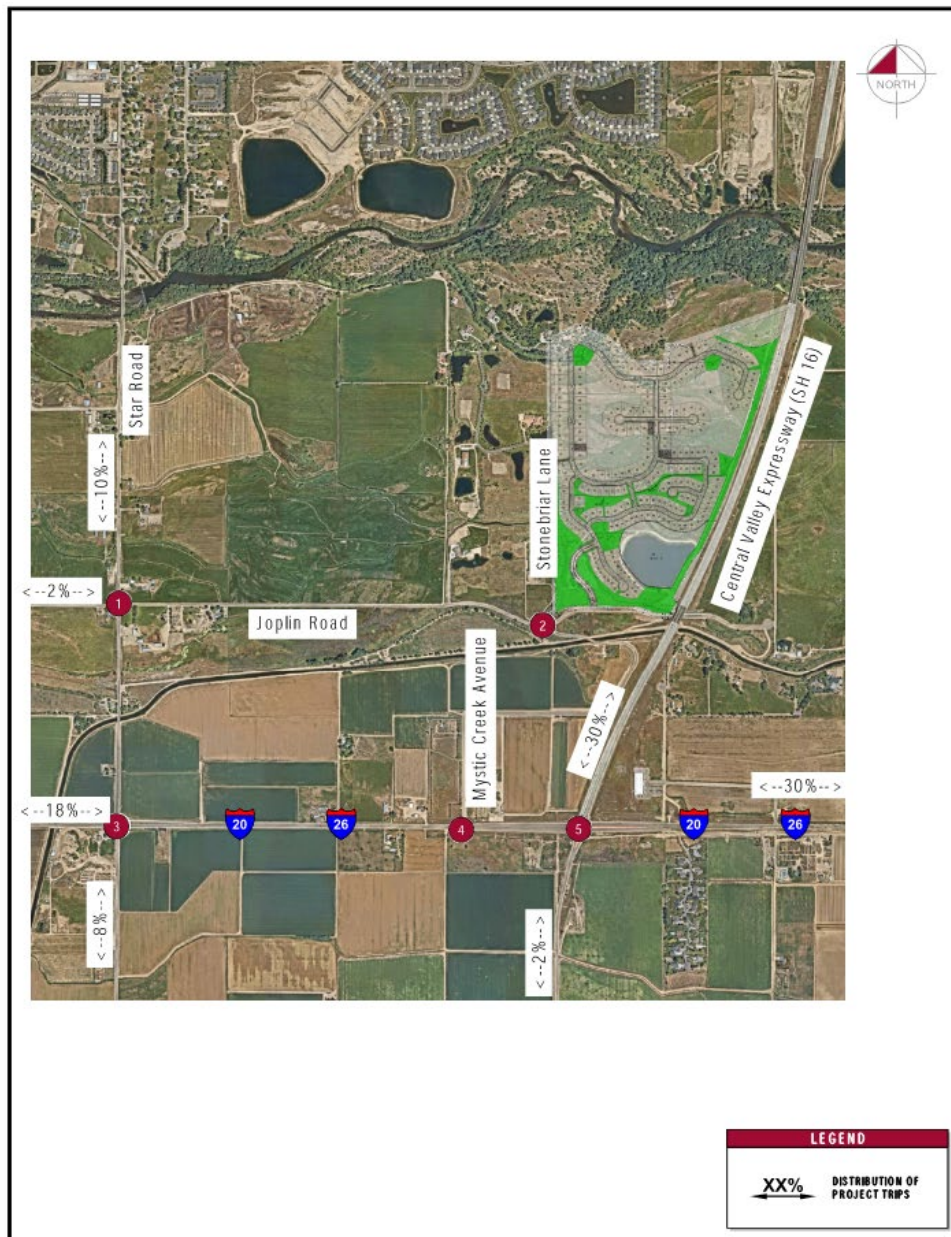 NORTH
Star Road
<--10%-->
Central Valley Expressway (SH 16)
Stonebriar Lane
<--2%-->
1
Joplin Road
2
Mystic Creek Avenue
<--30%-->
<--30%-->
<--18%-->
3
20
26
4
5
20
26
<--8%-->
<--2%-->
LEGEND
XX%
DISTRIBUTION OF
PROJECT TRIPS